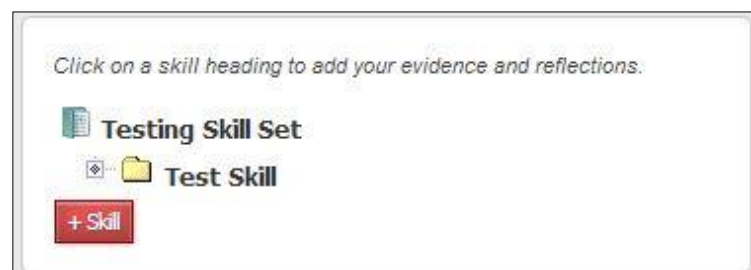 Click on a skill heading to add your evidence and reflections.
Testing Skill Set
Test Skill
+ Skill